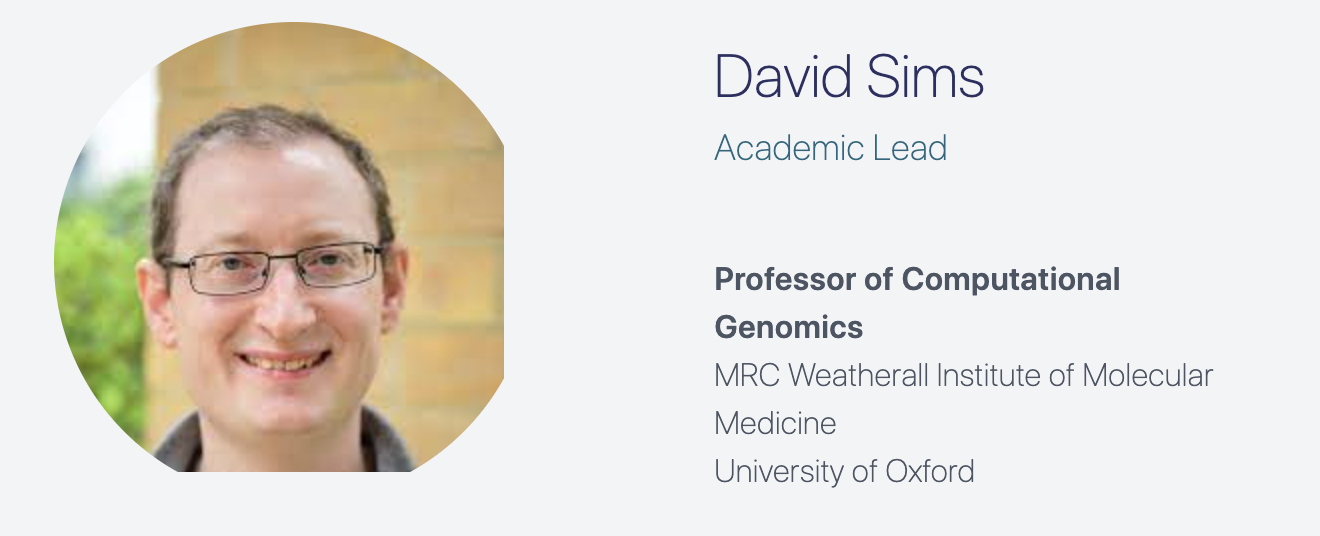 David Sims
Academic Lead
Professor of Computational
Genomics
MRC Weatherall Institute of Molecular
Medicine
University of Oxford